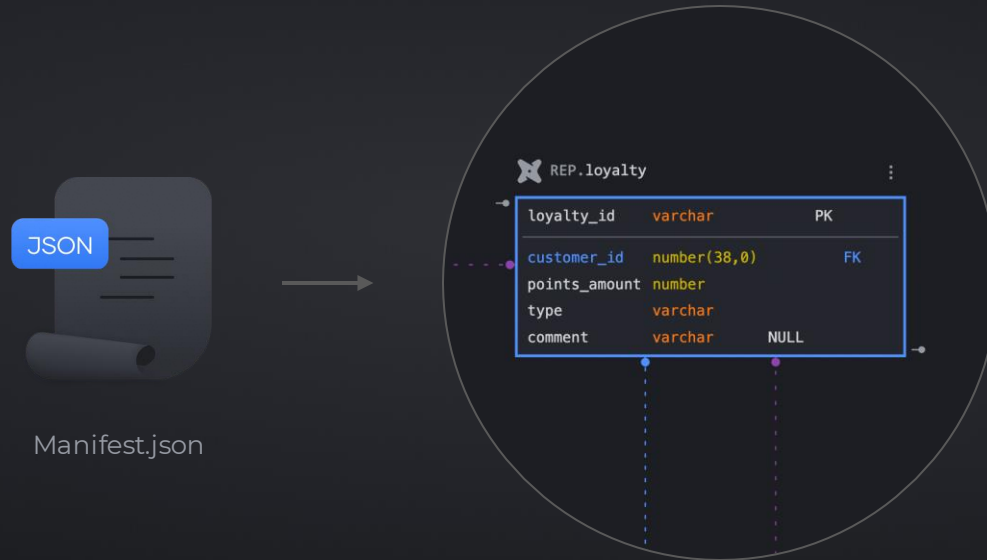 JSON
Manifest.json
REP.loyalty
loyalty_id varchar PK
customer_id number(38,0) FK
points_amount number
type varchar
comment varchar NULL